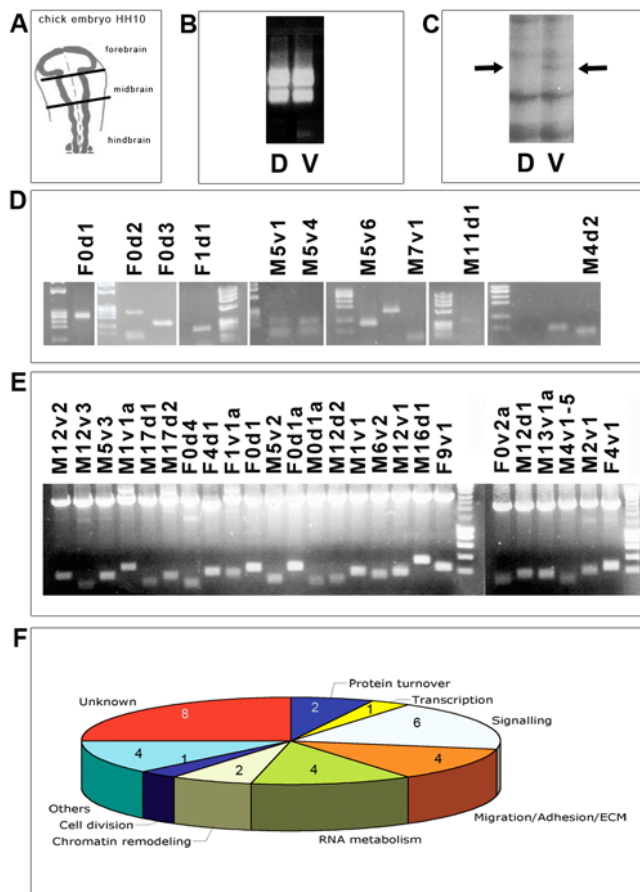 A
chick embryo HH10
forebrain
midbrain
hindbrain
B
D V
C
D V
D
F0d1
F0d2
F0d3
F1d1
M5v1
M5v4
M5v6
M7v1
M11d1
M4d2
E
M12v2
M12v3
M5v3
M1v1a
M17d1
M17d2
F0d4
F4d1
F1v1a
F0d1
M5v2
F0d1a
M0d1a
M12d2
M1v1
M6v2
M12v1
M16d1
F9v1
F0v2a
M12d1
M13v1a
M4v1-5
M2v1
F4v1
F
Protein turnover
2
Transcription
1
Signalling
6
Migration/Adhesion/ECM
4
RNA metabolism
4
Chromatin remodeling
2
Cell division
1
Others
4
Unknown
8